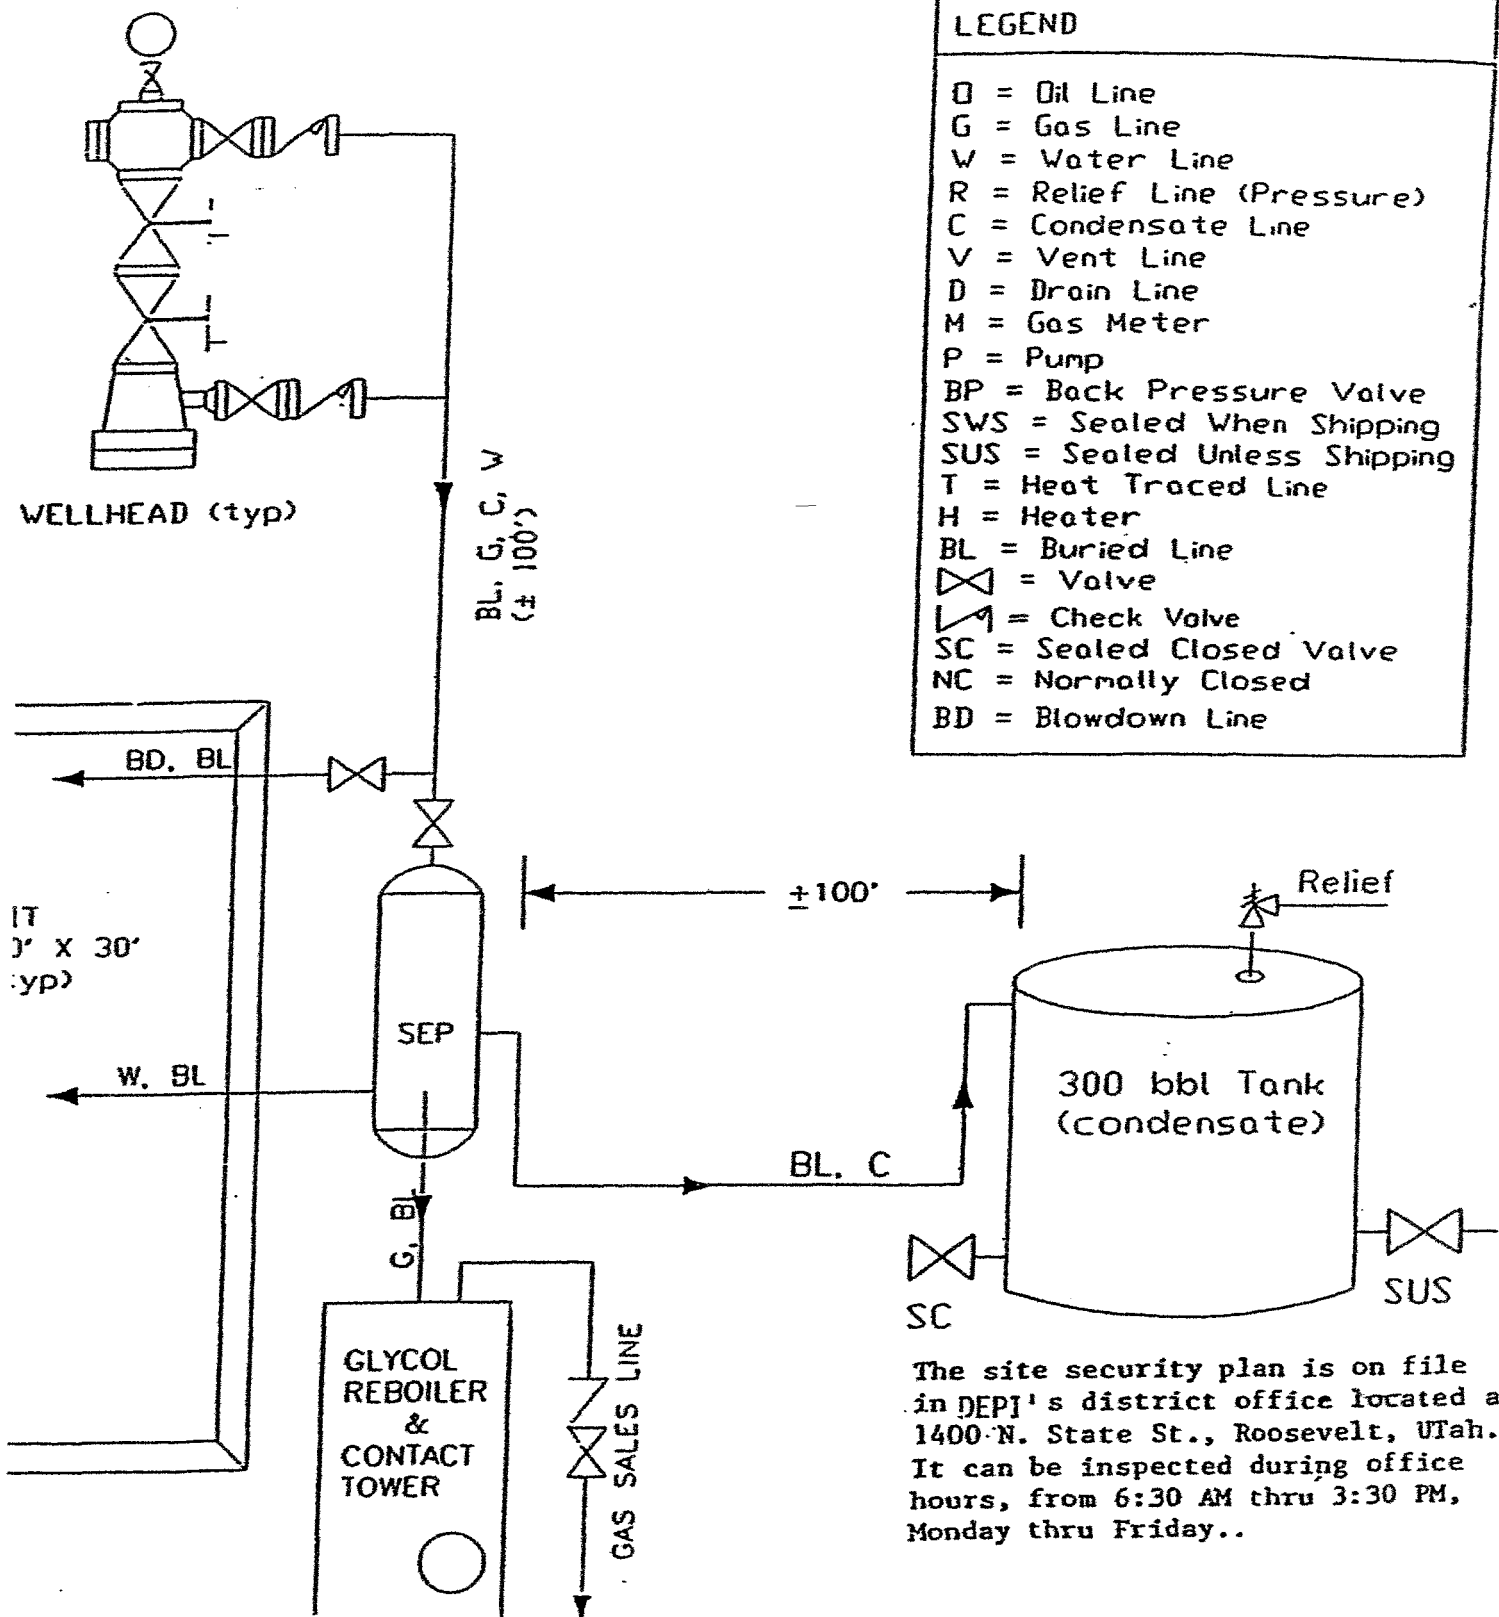 LEGEND
O = Oil Line
G = Gas Line
W = Water Line
R = Relief Line (Pressure)
C = Condensate Line
V = Vent Line
D = Drain Line
M = Gas Meter
P = Pump
BP = Back Pressure Valve
SWS = Sealed When Shipping
SUS = Sealed Unless Shipping
T = Heat Traced Line
H = Heater
BL = Buried Line
= Valve
= Check Valve
SC = Sealed Closed Valve
NC = Normally Closed
BD = Blowdown Line
WELLHEAD (typ)
BL, G, C, W
(± 100')
BD, BL
±100'
Relief
X 30'
SEP
W, BL
300 bbl Tank
(condensate)
BL, C
G, BL
SC
SUS
GLYCOL
REBOILER
&
CONTACT
TOWER
GAS SALES LINE
The site security plan is on file
in DEPI's district office located
1400 N. State St., Roosevelt, UTah.
It can be inspected during office
hours, from 6:30 AM thru 3:30 PM,
Monday thru Friday..